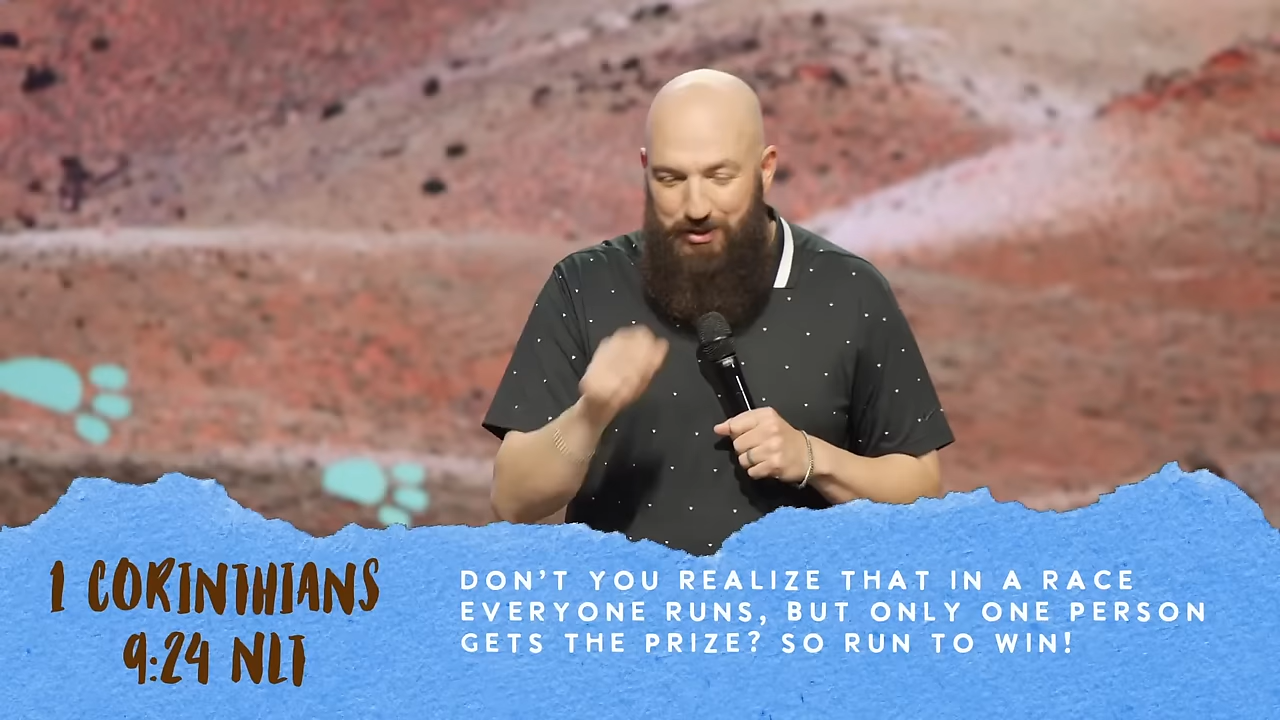 1 CORINTHIANS
9:24 NLT
DON'T YOU REALIZE THAT IN A RACE
EVERYONE RUNS, BUT ONLY ONE PERSON
GETS THE PRIZE? SO RUN TO WIN!